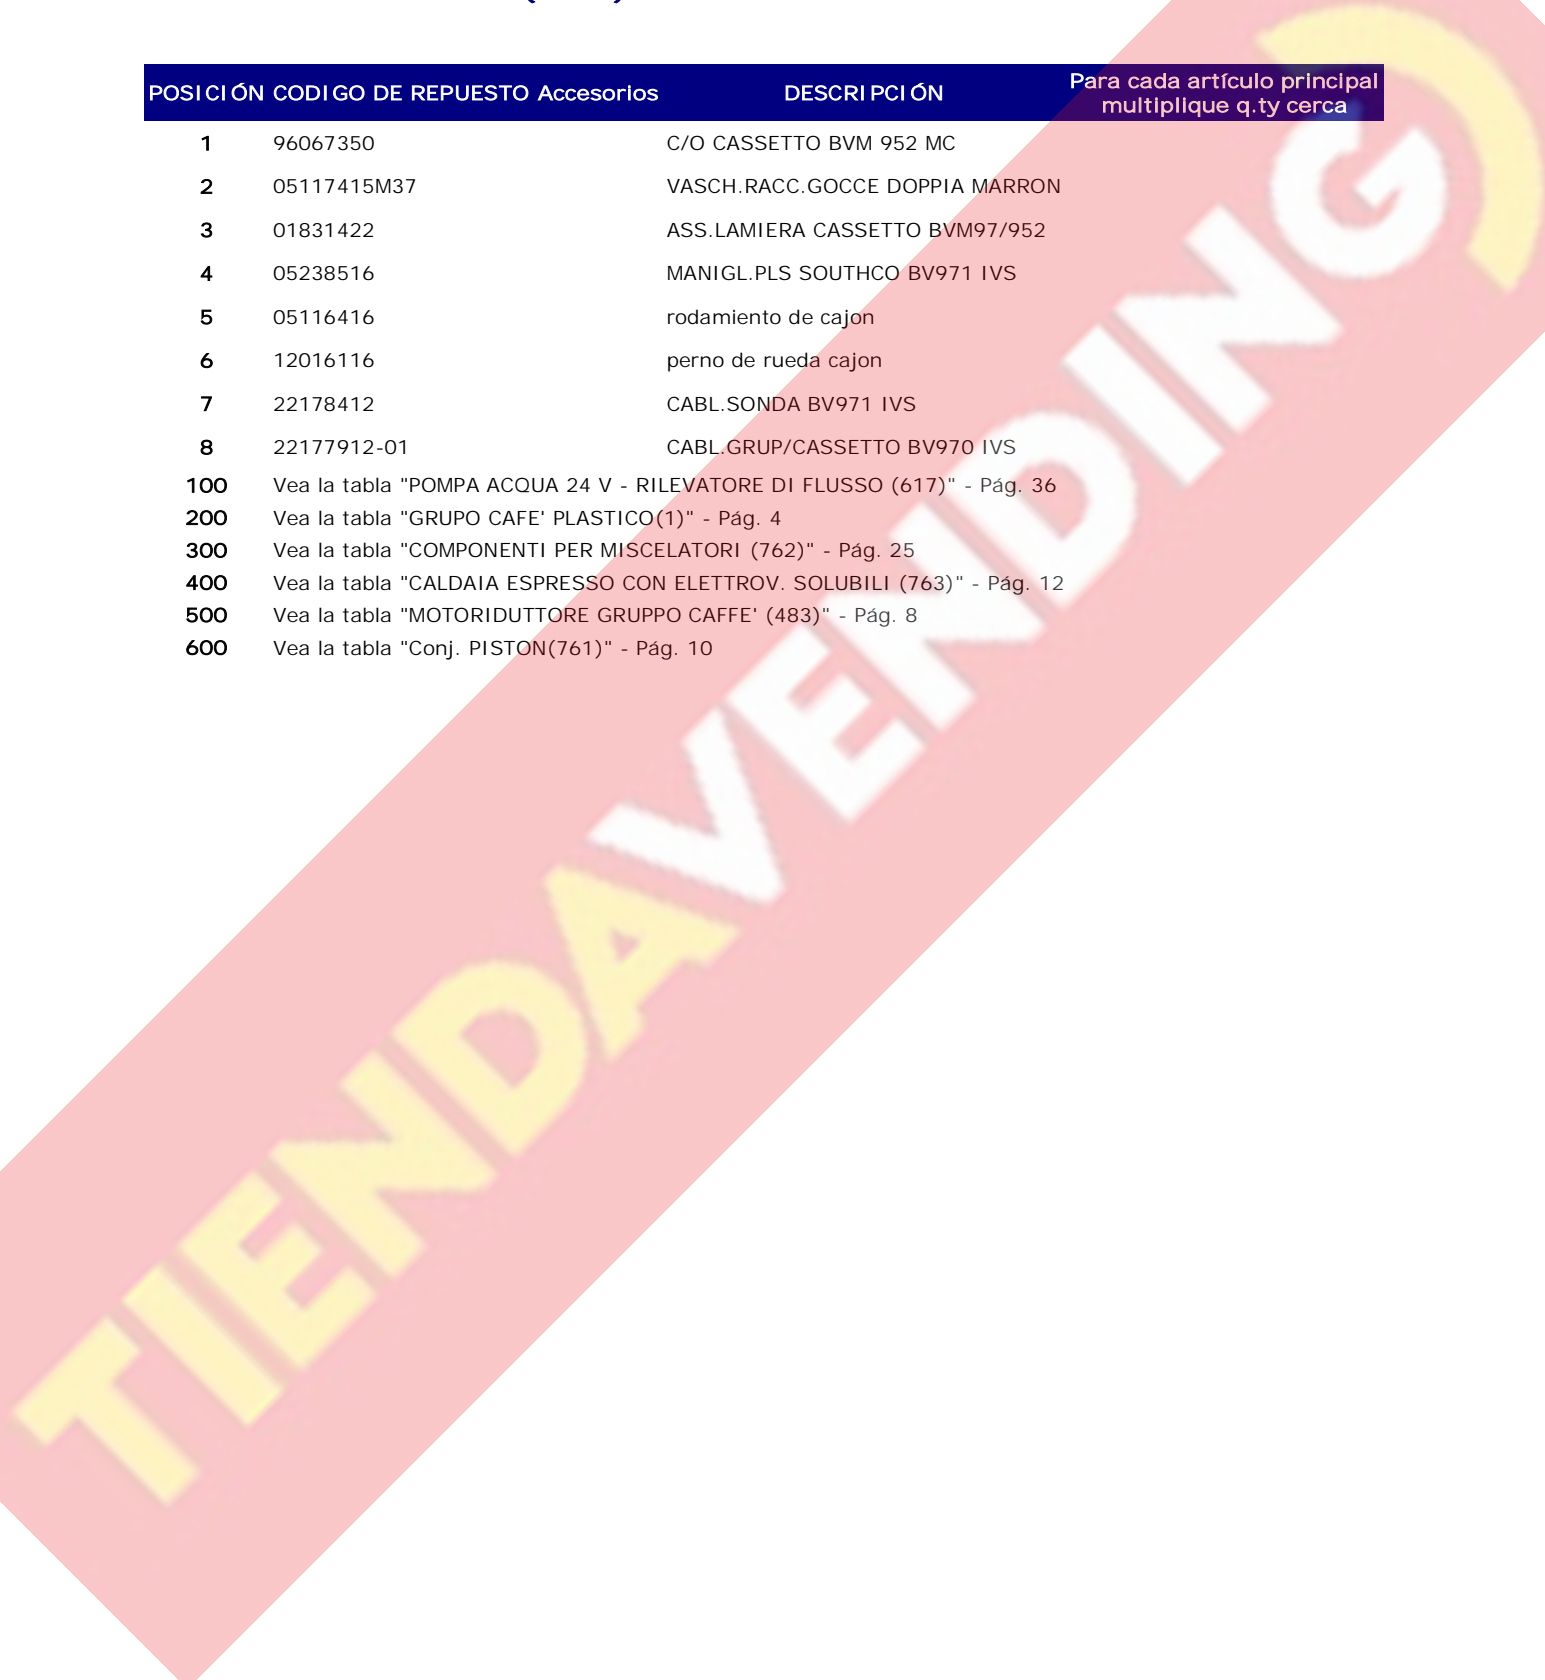 POSICIÓN CODIGO DE REPUESTO Accesorios DESCRIPCIÓN Para cada artículo principal
multiplique q.ty cerca
1 96067350 C/O CASSETTO BVM 952 MC
2 05117415M37 VASCH.RACC.GOCCE DOPPIA MARRON
3 01831422 ASS.LAMIERA CASSETTO BVM97/952
4 05238516 MANIGL.PLS SOUTHCO BV971 IVS
5 05116416 rodamiento de cajon
6 12016116 perno de rueda cajon
7 22178412 CABL.SONDA BV971 IVS
8 22177912-01 CABL.GRUP/CASSETTO BV970 IVS
100 Vea la tabla "POMPA ACQUA 24 V - RILEVATORE DI FLUSSO (617)" - Pág. 36
200 Vea la tabla "GRUPO CAFE' PLASTICO(1)" - Pág. 4
300 Vea la tabla "COMPONENTI PER MISCELATORI (762)" - Pág. 25
400 Vea la tabla "CALDAIA ESPRESSO CON ELETTROV. SOLUBILI (763)" - Pág. 12
500 Vea la tabla "MOTORIDUTTORE GRUPPO CAFFE' (483)" - Pág. 8
600 Vea la tabla "Conj. PISTON(761)" - Pág. 10
TIENDAVENDING